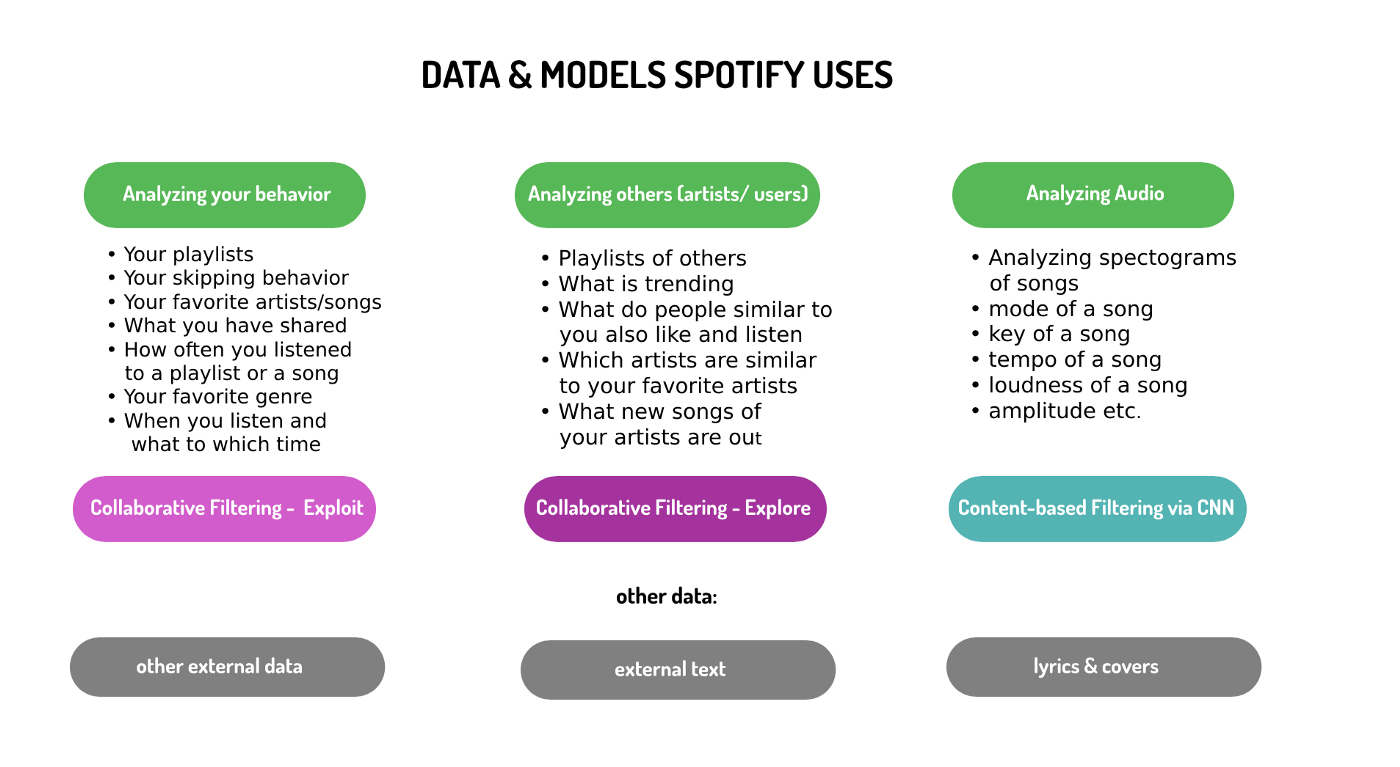 DATA & MODELS SPOTIFY USES
Analyzing your behavior
• Your playlists
• Your skipping behavior
• Your favorite artists/songs
• What you have shared
• How often you listened
to a playlist or a song
• Your favorite genre
• When you listen and
what to which time
Collaborative Filtering - Exploit
Analyzing others (artists/ users)
• Playlists of others
• What is trending
• What do people similar to
you also like and listen
• Which artists are similar
to your favorite artists
• What new songs of
your artists are out
Collaborative Filtering - Explore
Analyzing Audio
• Analyzing spectograms
of songs
• mode of a song
• key of a song
• tempo of a song
• loudness of a song
• amplitude etc.
Content-based Filtering via CNN
other data:
other external data
external text
lyrics & covers